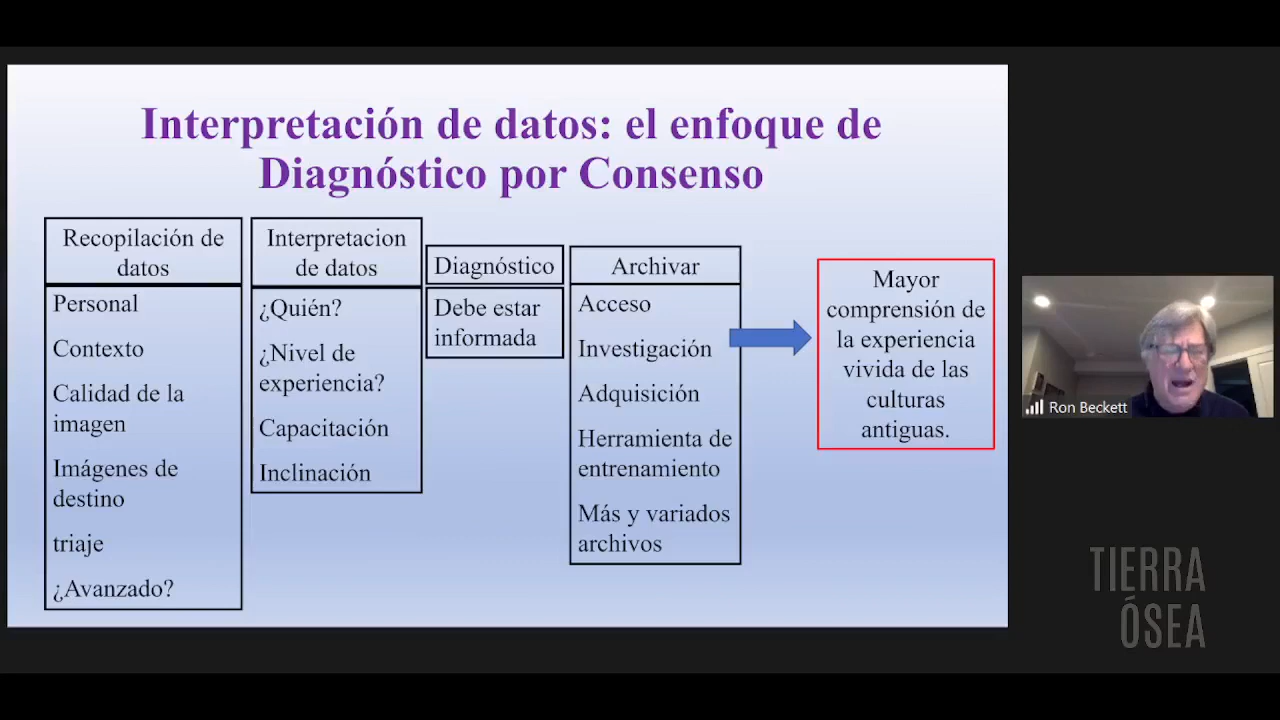 Interpretación de datos: el enfoque de
Diagnóstico por Consenso
Recopilación de
datos
Personal
Contexto
Calidad de la
imagen
Imágenes de
destino
triaje
¿Avanzado?
Interpretacion
de datos
¿Quién?
¿Nivel de
experiencia?
Capacitación
Inclinación
Diagnóstico
Debe estar
informada
Archivar
Acceso
Investigación
Adquisición
Herramienta de
entrenamiento
Más y variados
archivos
Mayor
comprensión de
la experiencia
vivida de las
culturas
antiguas.
Ron Beckett
TIERRA
ÓSEA